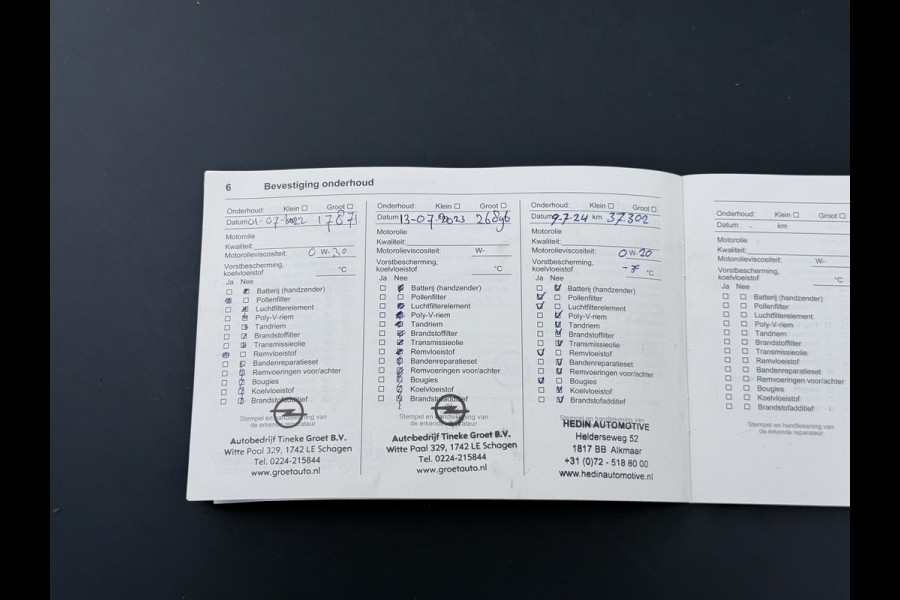 6 Bevestiging onderhoud
Onderhoud: Klein Groot
Datum 01-07-2022 1787
Motorolie
Kwaliteit:
Motorolieviscositeit: 0 W-30
Vorstbescherming,
koelvloeistof °C
Ja Nee
Batterij (handzender)
Pollenfilter
Luchtfilterelement
Poly-V-riem
Tandriem
Brandstoffilter
Transmissieolie
Remvloeistof
Bandenreparatieset
Remvoeringen voor/achter
Bougies
Koelvloeistof
Brandstofadditief
Stempel en handtekening van
de erkende reparateur
Autobedrijf Tineke Groet B.V.
Witte Paal 329, 1742 LE Schagen
Tel. 0224-215844
www.groetauto.nl
Onderhoud: Klein Groot
Datum 13-07-2023 26896
Motorolie
Kwaliteit:
Motorolieviscositeit: W-
Vorstbescherming,
koelvloeistof °C
Ja Nee
Batterij (handzender)
Pollenfilter
Luchtfilterelement
Poly-V-riem
Tandriem
Brandstoffilter
Transmissieolie
Remvloeistof
Bandenreparatieset
Remvoeringen voor/achter
Bougies
Koelvloeistof
Brandstofadditief
Stempel en handtekening van
de erkende reparateur
Autobedrijf Tineke Groet B.V.
Witte Paal 329, 1742 LE Schagen
Tel. 0224-215844
www.groetauto.nl
Onderhoud: Klein Groot
Datum 9-7-24 km 37302
Motorolie
Kwaliteit:
Motorolieviscositeit: 0 W-20
Vorstbescherming,
koelvloeistof °C
Ja Nee
Batterij (handzender)
Pollenfilter
Luchtfilterelement
Poly-V-riem
Tandriem
Brandstoffilter
Transmissieolie
Remvloeistof
Bandenreparatieset
Remvoeringen voor/achter
Bougies
Koelvloeistof
Brandstofadditief
Stempel en handtekening van
HEDIN AUTOMOTIVE
Helderseweg 52
1817 BB Alkmaar
+31 (0)72 - 518 80 00
www.hedinautomotive.nl
Onderhoud: Klein Groot
Datum km
Motorolie
Kwaliteit:
Motorolieviscositeit: W-
Vorstbescherming,
koelvloeistof °C
Ja Nee
Batterij (handzender)
Pollenfilter
Luchtfilterelement
Poly-V-riem
Tandriem
Brandstoffilter
Transmissieolie
Remvloeistof
Bandenreparatieset
Remvoeringen voor/achter
Bougies
Koelvloeistof
Brandstofadditief
Stempel en handtekening van
de erkende reparateur